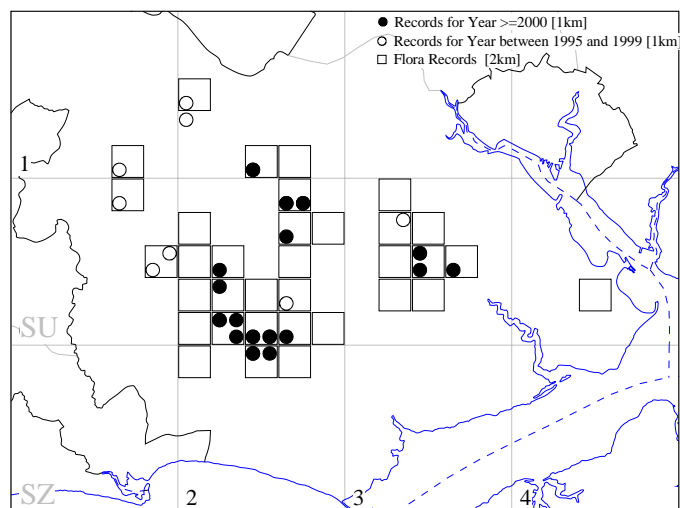 Records for Year >=2000 [1km]
Records for Year between 1995 and 1999 [1km]
Flora Records [2km]
1
SU
SZ
2
3
4